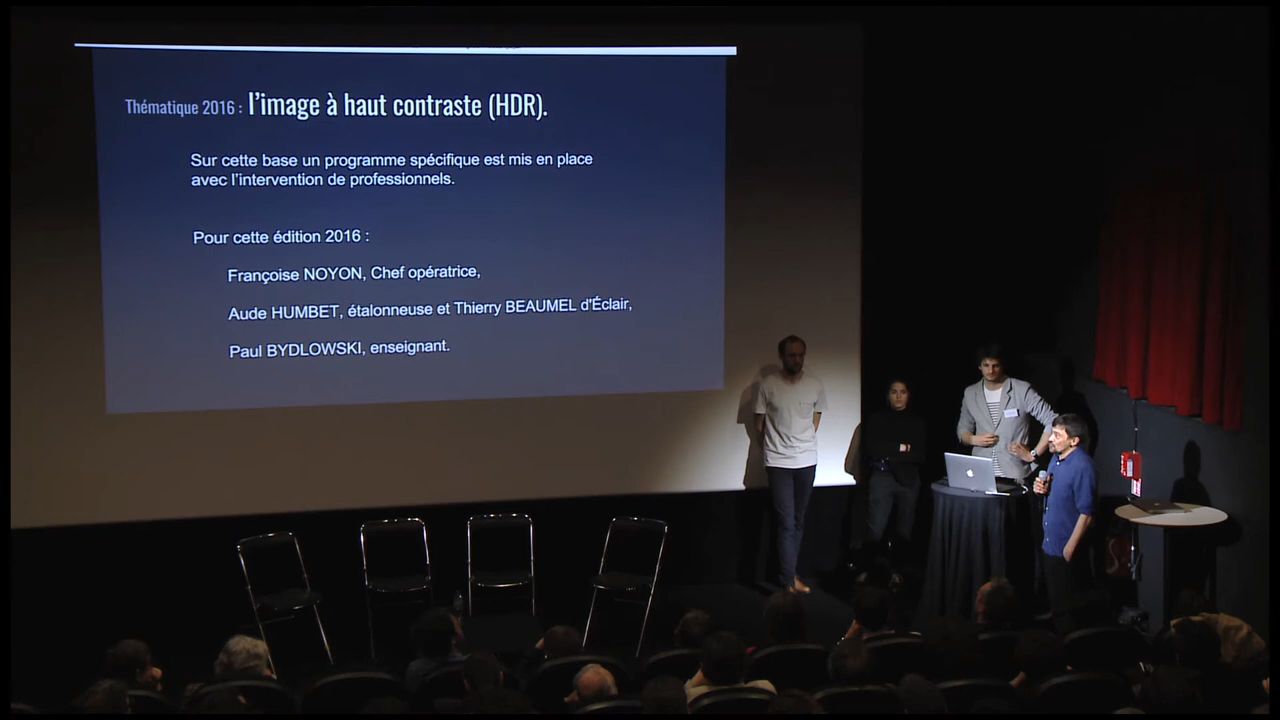 Thématique 2016 : l'image à haut contraste (HDR).
Sur cette base un programme spécifique est mis en place
avec l'intervention de professionnels.
Pour cette édition 2016 :
Françoise NOYON, Chef opératrice,
Aude HUMBET, étalonneuse et Thierry BEAUMEL d'Éclair,
Paul BYDLOWSKI, enseignant.